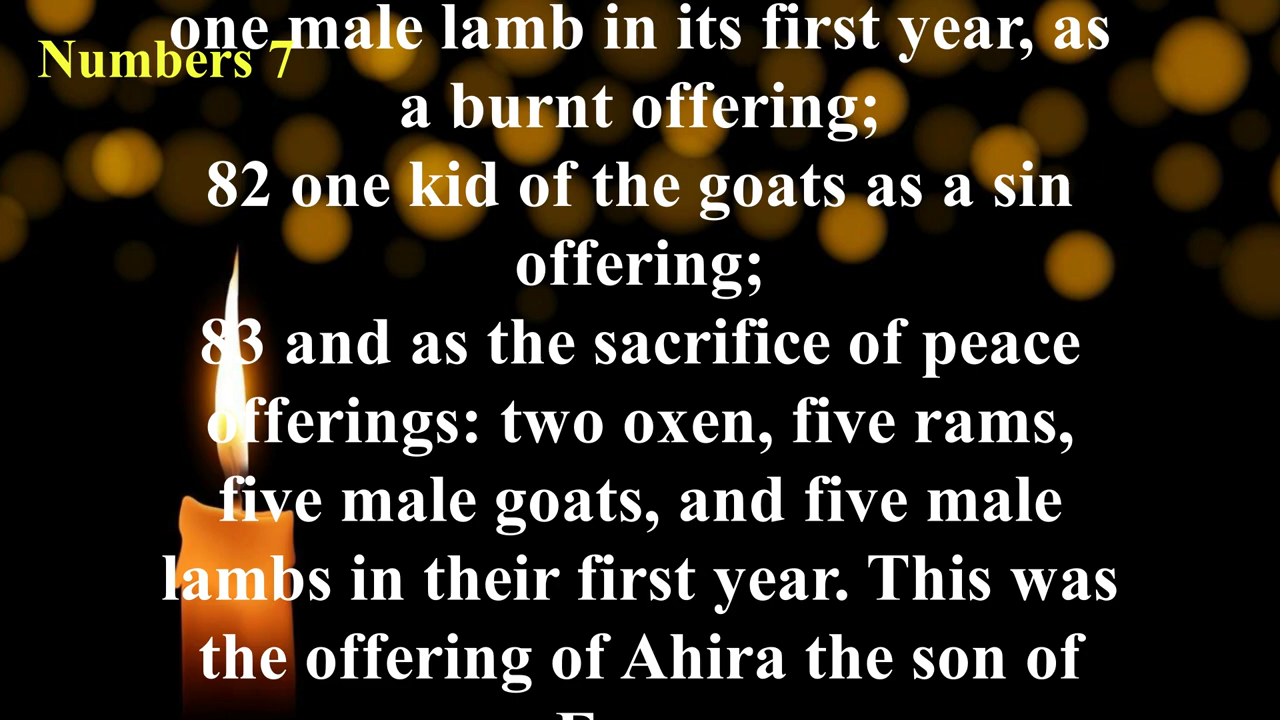 Numbers 7
one male lamb in its first year, as
a burnt offering;
82 one kid of the goats as a sin
offering;
83 and as the sacrifice of peace
offerings: two oxen, five rams,
five male goats, and five male
lambs in their first year. This was
the offering of Ahira the son of